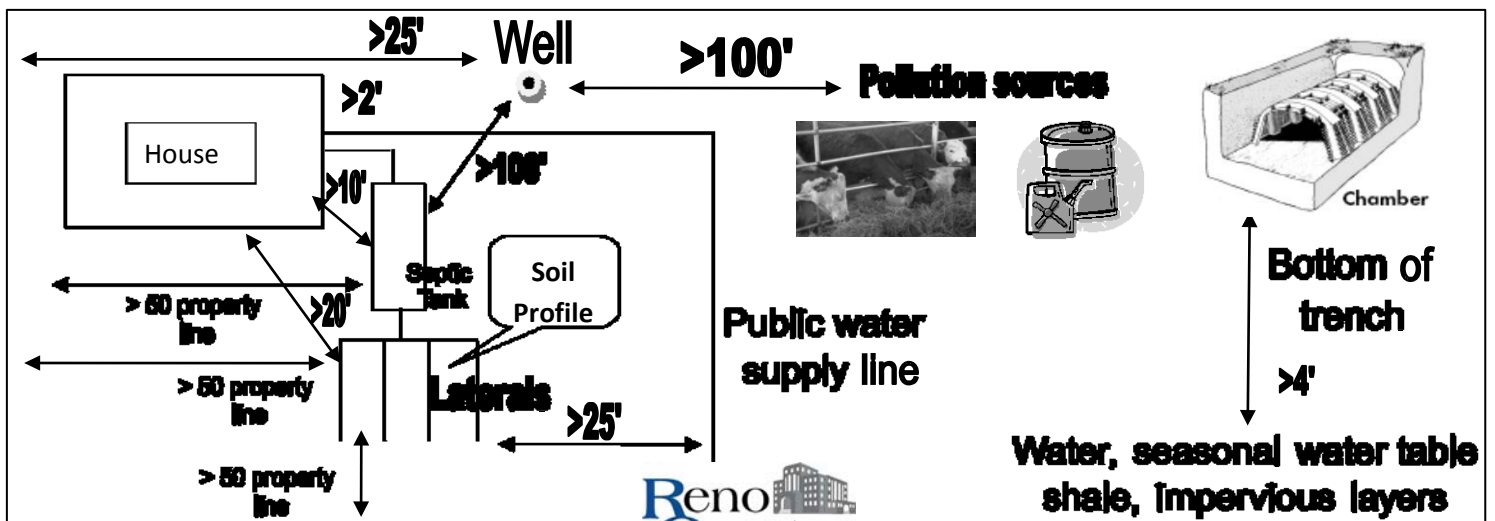 >25'
Well
>100'
Pollution sources
>2'
House
>10'
>100'
Chamber
Septic
Tank
Soil
Profile
> 50 property
line
>20'
Public water
supply line
Bottom of
trench
>4'
> 50 property
line
Laterals
>25'
> 50 property
line
Water, seasonal water table
shale, impervious layers
Reno